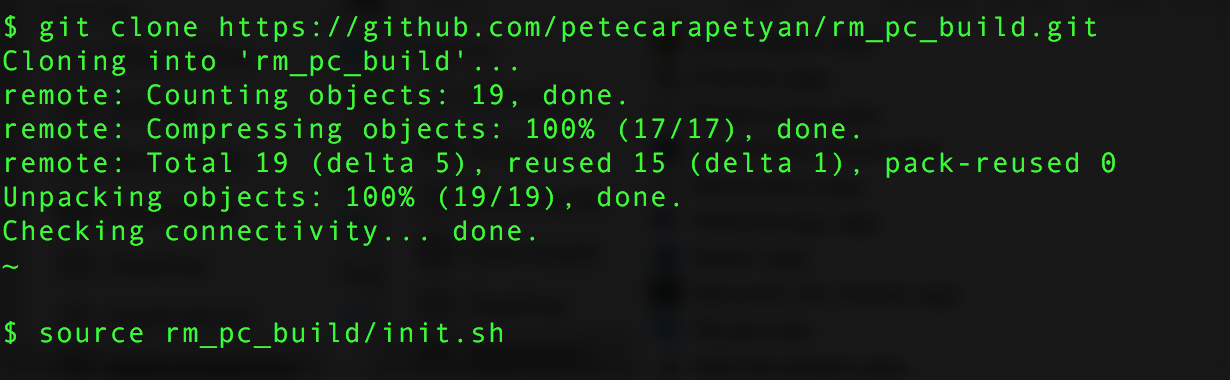 $ git clone https://github.com/petecarapetyan/rm_pc_build.git
Cloning into 'rm_pc_build'...
remote: Counting objects: 19, done.
remote: Compressing objects: 100% (17/17), done.
remote: Total 19 (delta 5), reused 15 (delta 1), pack-reused 0
Unpacking objects: 100% (19/19), done.
Checking connectivity... done.
~
$ source rm_pc_build/init.sh